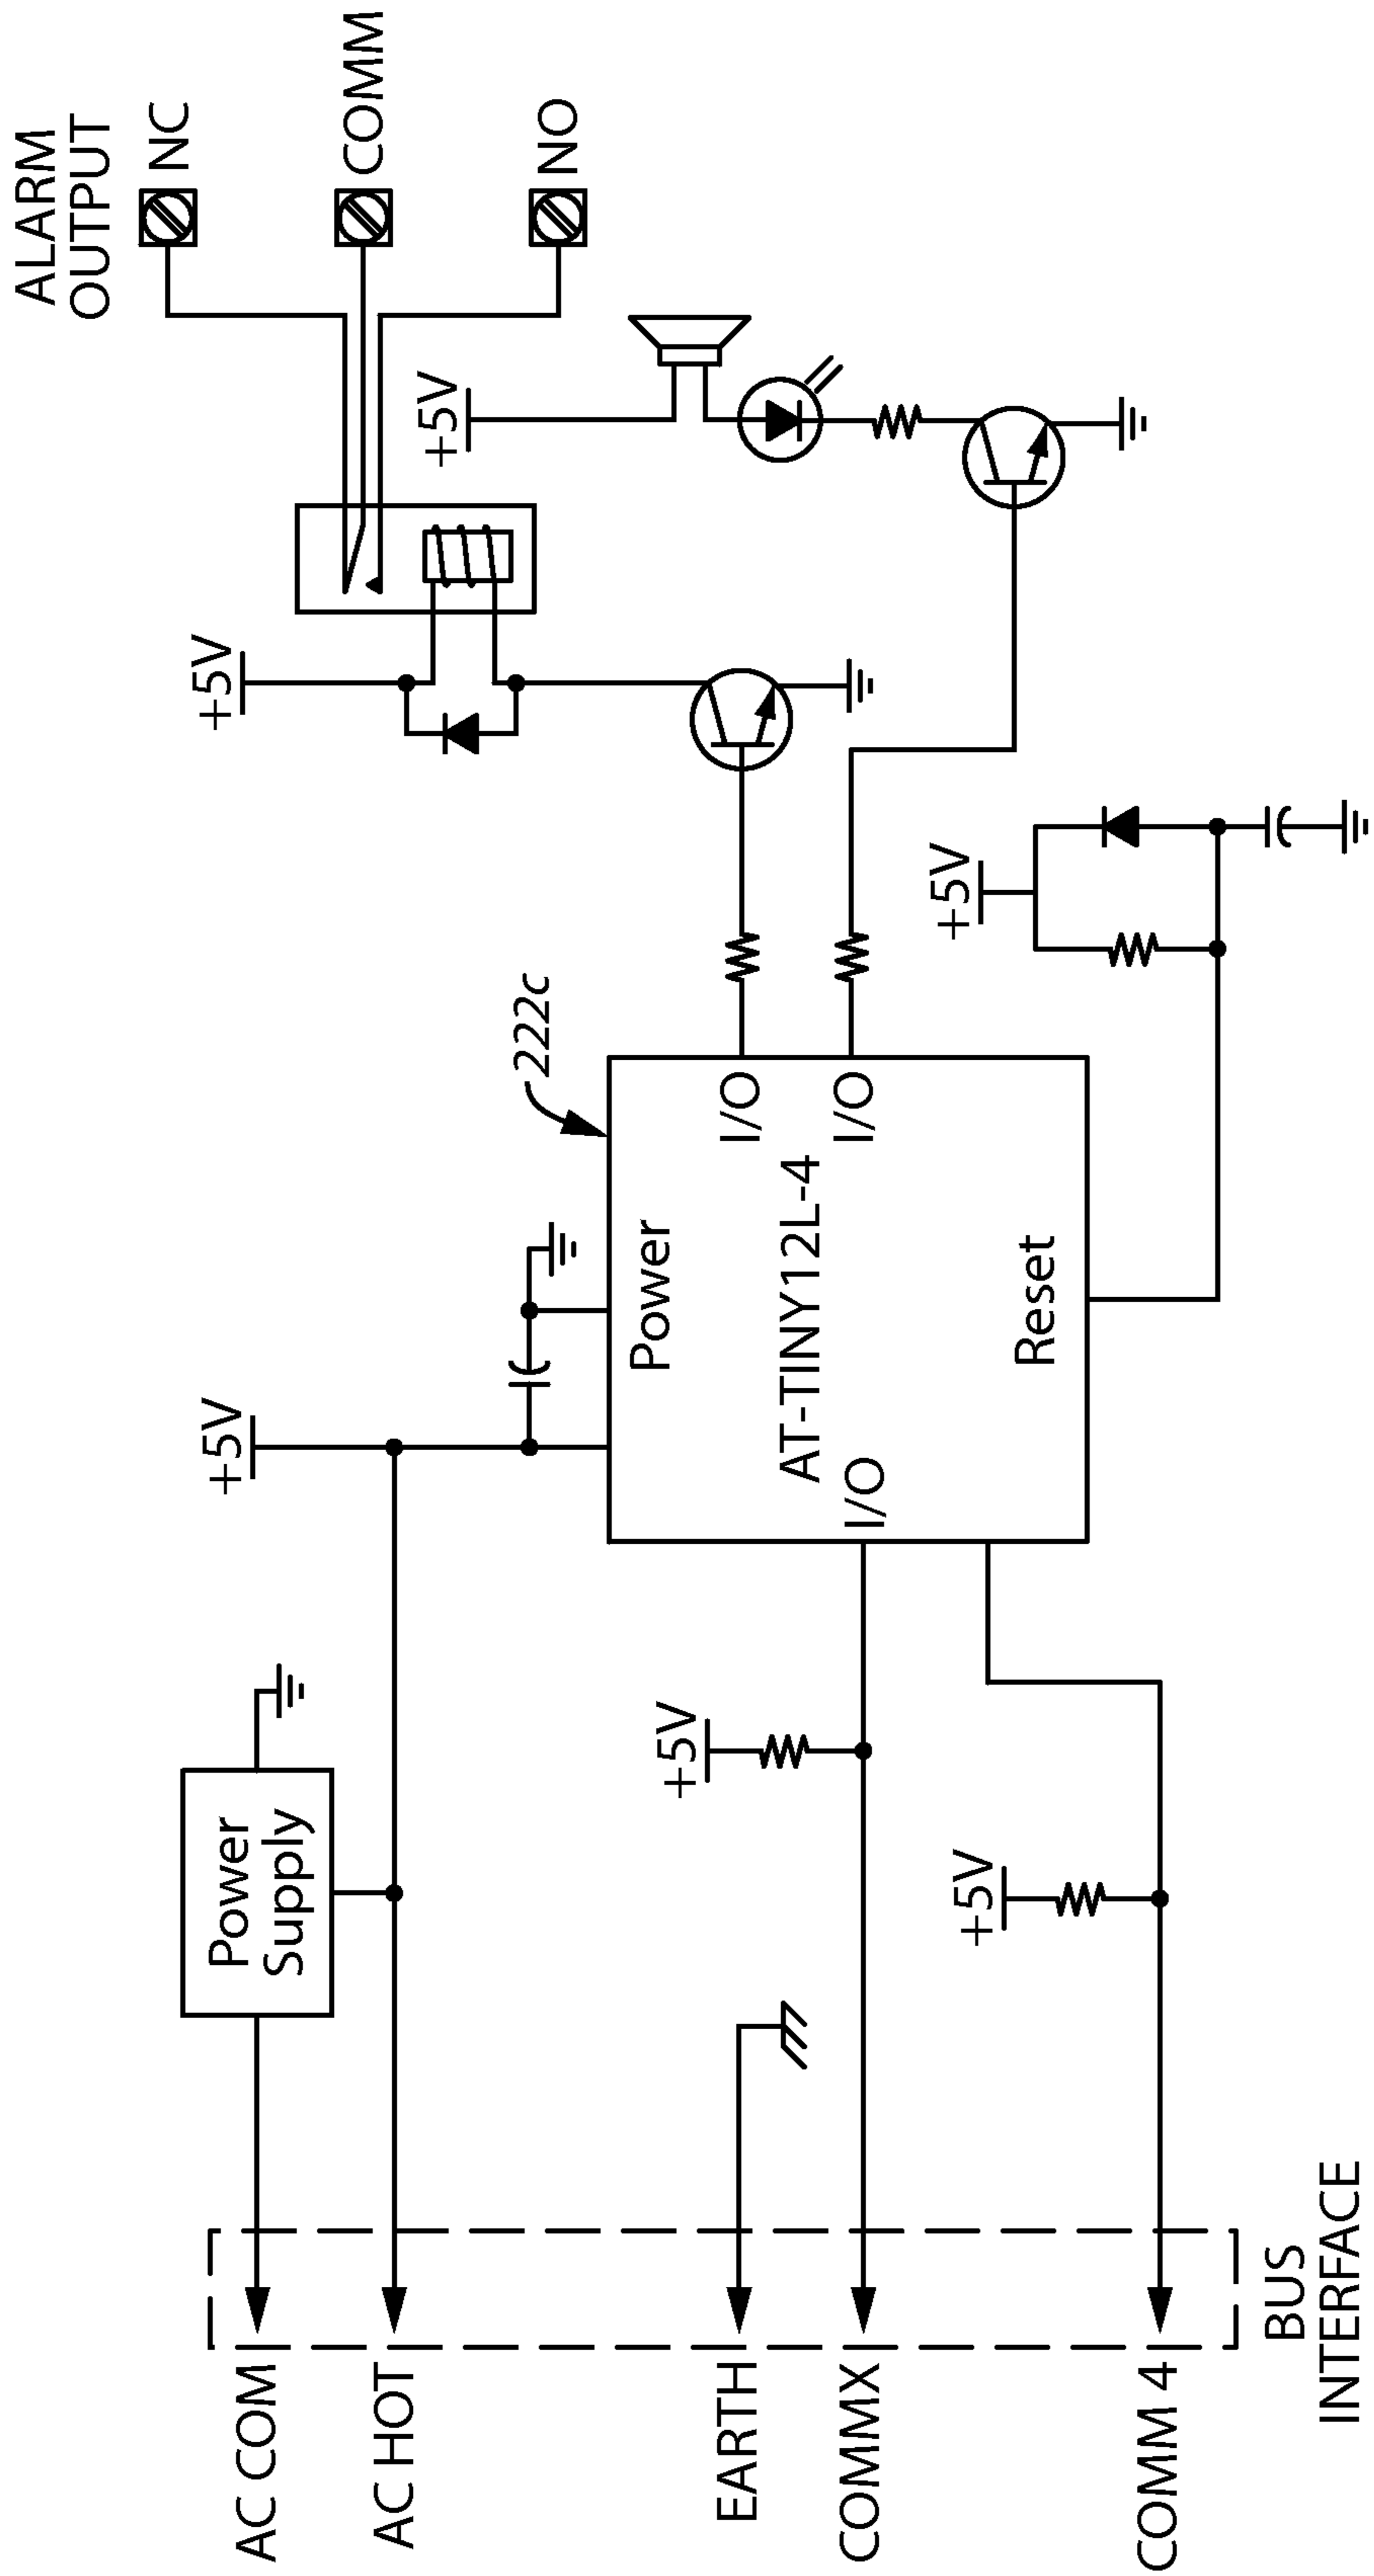 ALARM
OUTPUT
NC
COMM
NO
+5V
+5V
+5V
222c
+5V
Power
I/O
I/O
AT-TINY12L-4
I/O
Reset
Power
Supply
+5V
+5V
AC COM
AC HOT
EARTH
COMMX
COMM 4
BUS
INTERFACE